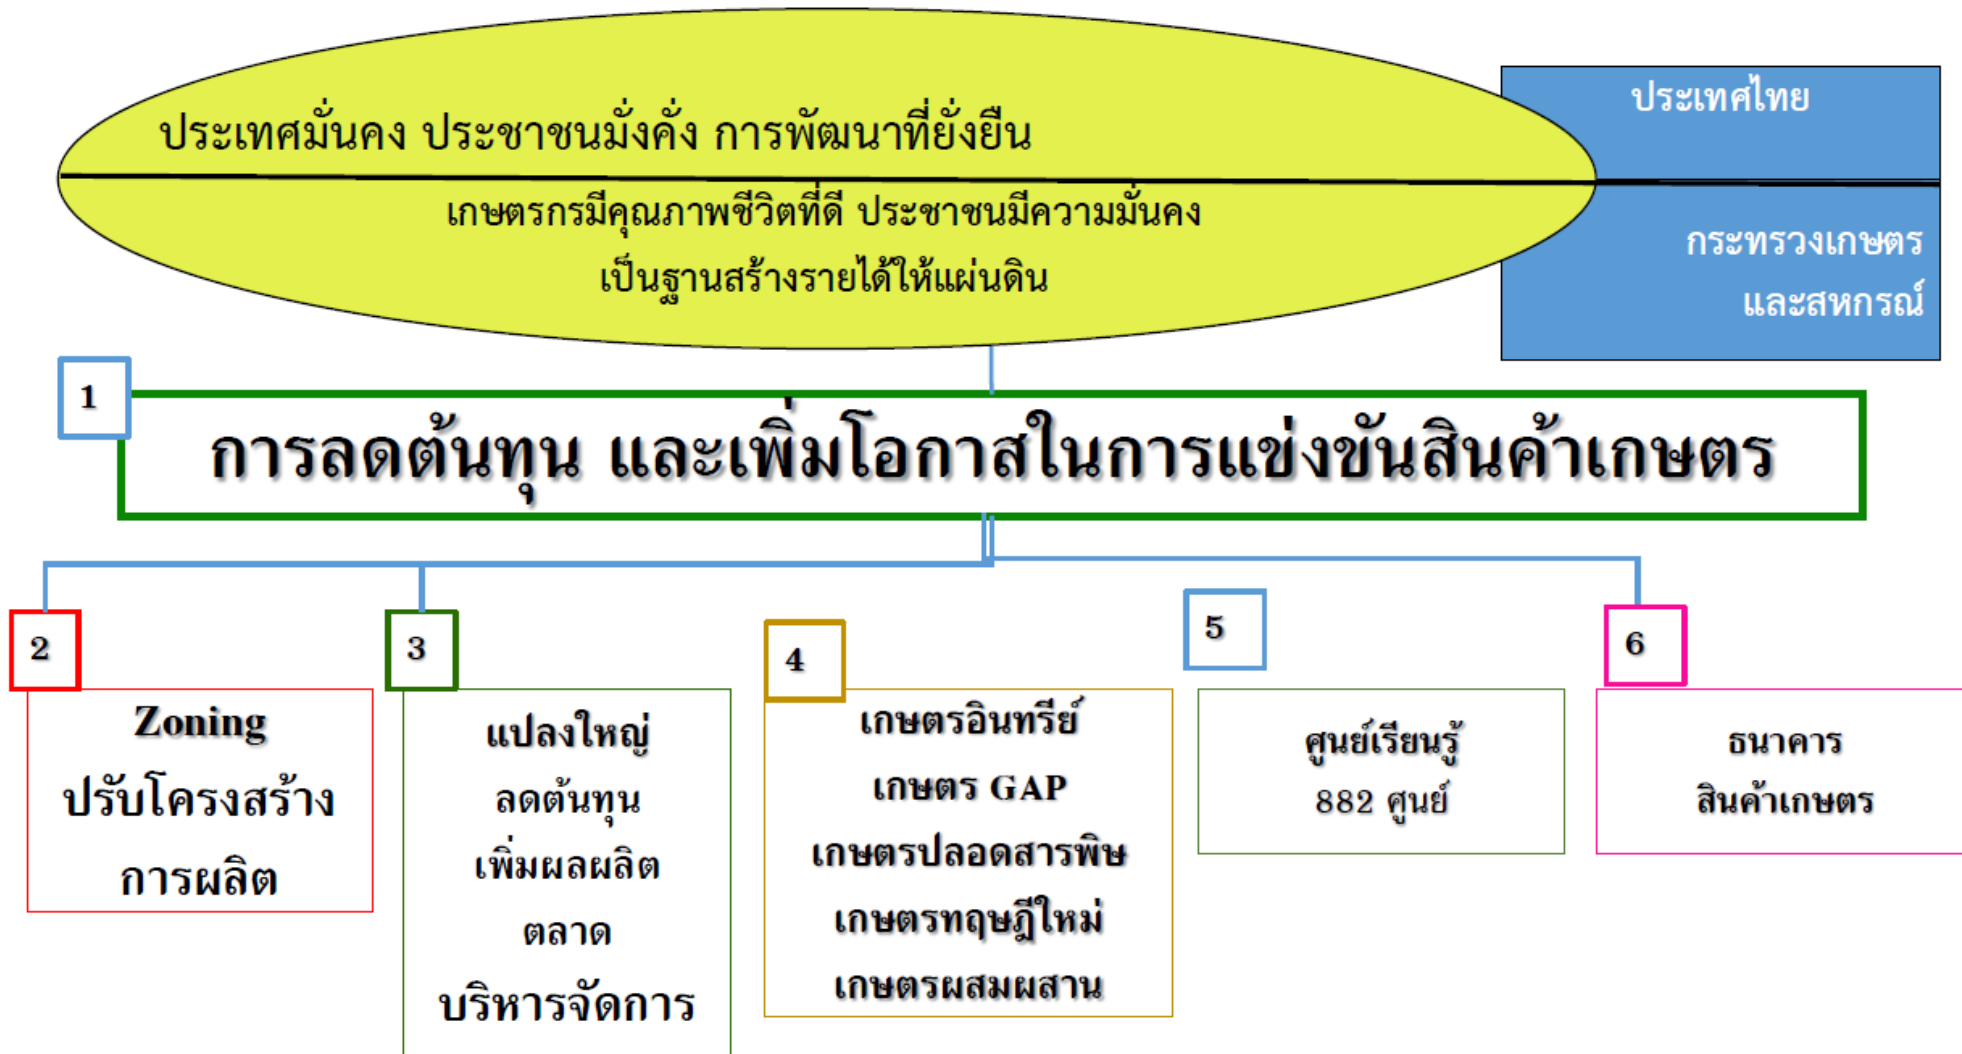 ประเทศมั่นคง ประชาชนมั่งคั่ง การพัฒนาที่ยั่งยืน
ประเทศไทย
เกษตรกรมีคุณภาพชีวิตที่ดี ประชาชนมีความมั่นคง
เป็นฐานสร้างรายได้ให้แผ่นดิน
กระทรวงเกษตร
และสหกรณ์
1
การลดต้นทุน และเพิ่มโอกาสในการแข่งขันสินค้าเกษตร
2
Zoning
ปรับโครงสร้าง
การผลิต
3
แปลงใหญ่
ลดต้นทุน
เพิ่มผลผลิต
ตลาด
บริหารจัดการ
4
เกษตรอินทรีย์
เกษตร GAP
เกษตรปลอดสารพิษ
เกษตรทฤษฎีใหม่
เกษตรผสมผสาน
5
ศูนย์เรียนรู้
882 ศูนย์
6
ธนาคาร
สินค้าเกษตร